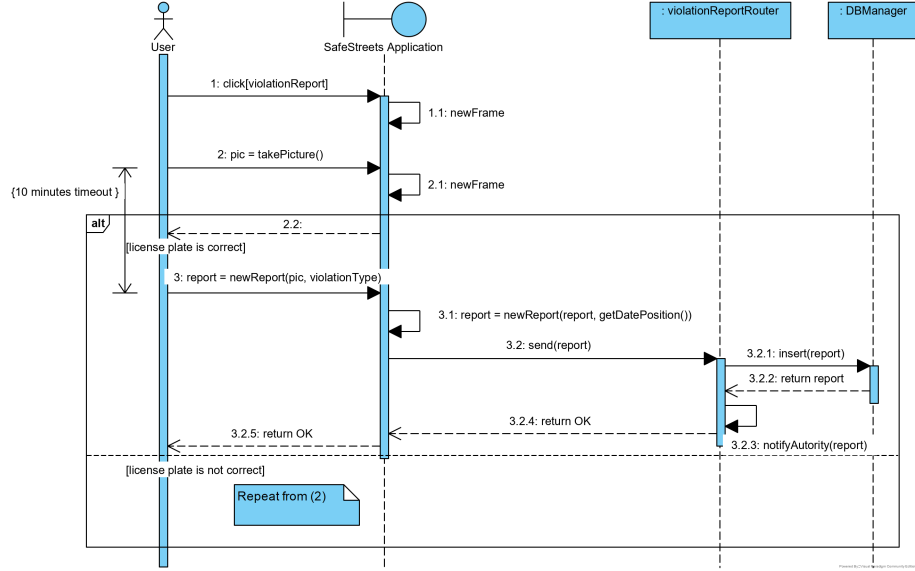 : violationReportRouter
: DBManager
User
SafeStreets Application
1: click[violationReport]
1.1: newFrame
2: pic = takePicture()
{10 minutes timeout }
2.1: newFrame
alt
2.2:
[license plate is correct]
3: report = newReport(pic, violationType)
3.1: report = newReport(report, getDatePosition())
3.2: send(report)
3.2.1: insert(report)
3.2.2: return report
3.2.4: return OK
3.2.5: return OK
3.2.3: notifyAutority(report)
[license plate is not correct]
Repeat from (2)